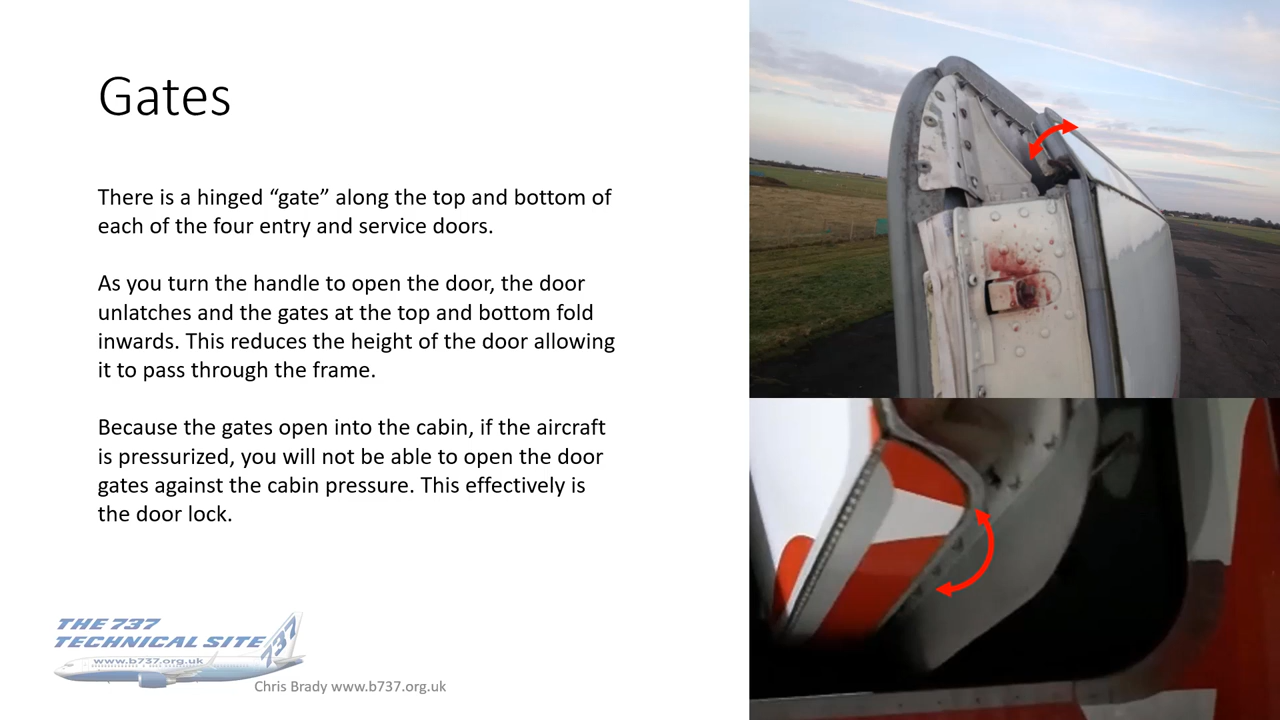 Gates
There is a hinged “gate” along the top and bottom of
each of the four entry and service doors.
As you turn the handle to open the door, the door
unlatches and the gates at the top and bottom fold
inwards. This reduces the height of the door allowing
it to pass through the frame.
Because the gates open into the cabin, if the aircraft
is pressurized, you will not be able to open the door
gates against the cabin pressure. This effectively is
the door lock.
THE 737
TECHNICAL SITE
737
www.b737.org.uk
Chris Brady www.b737.org.uk